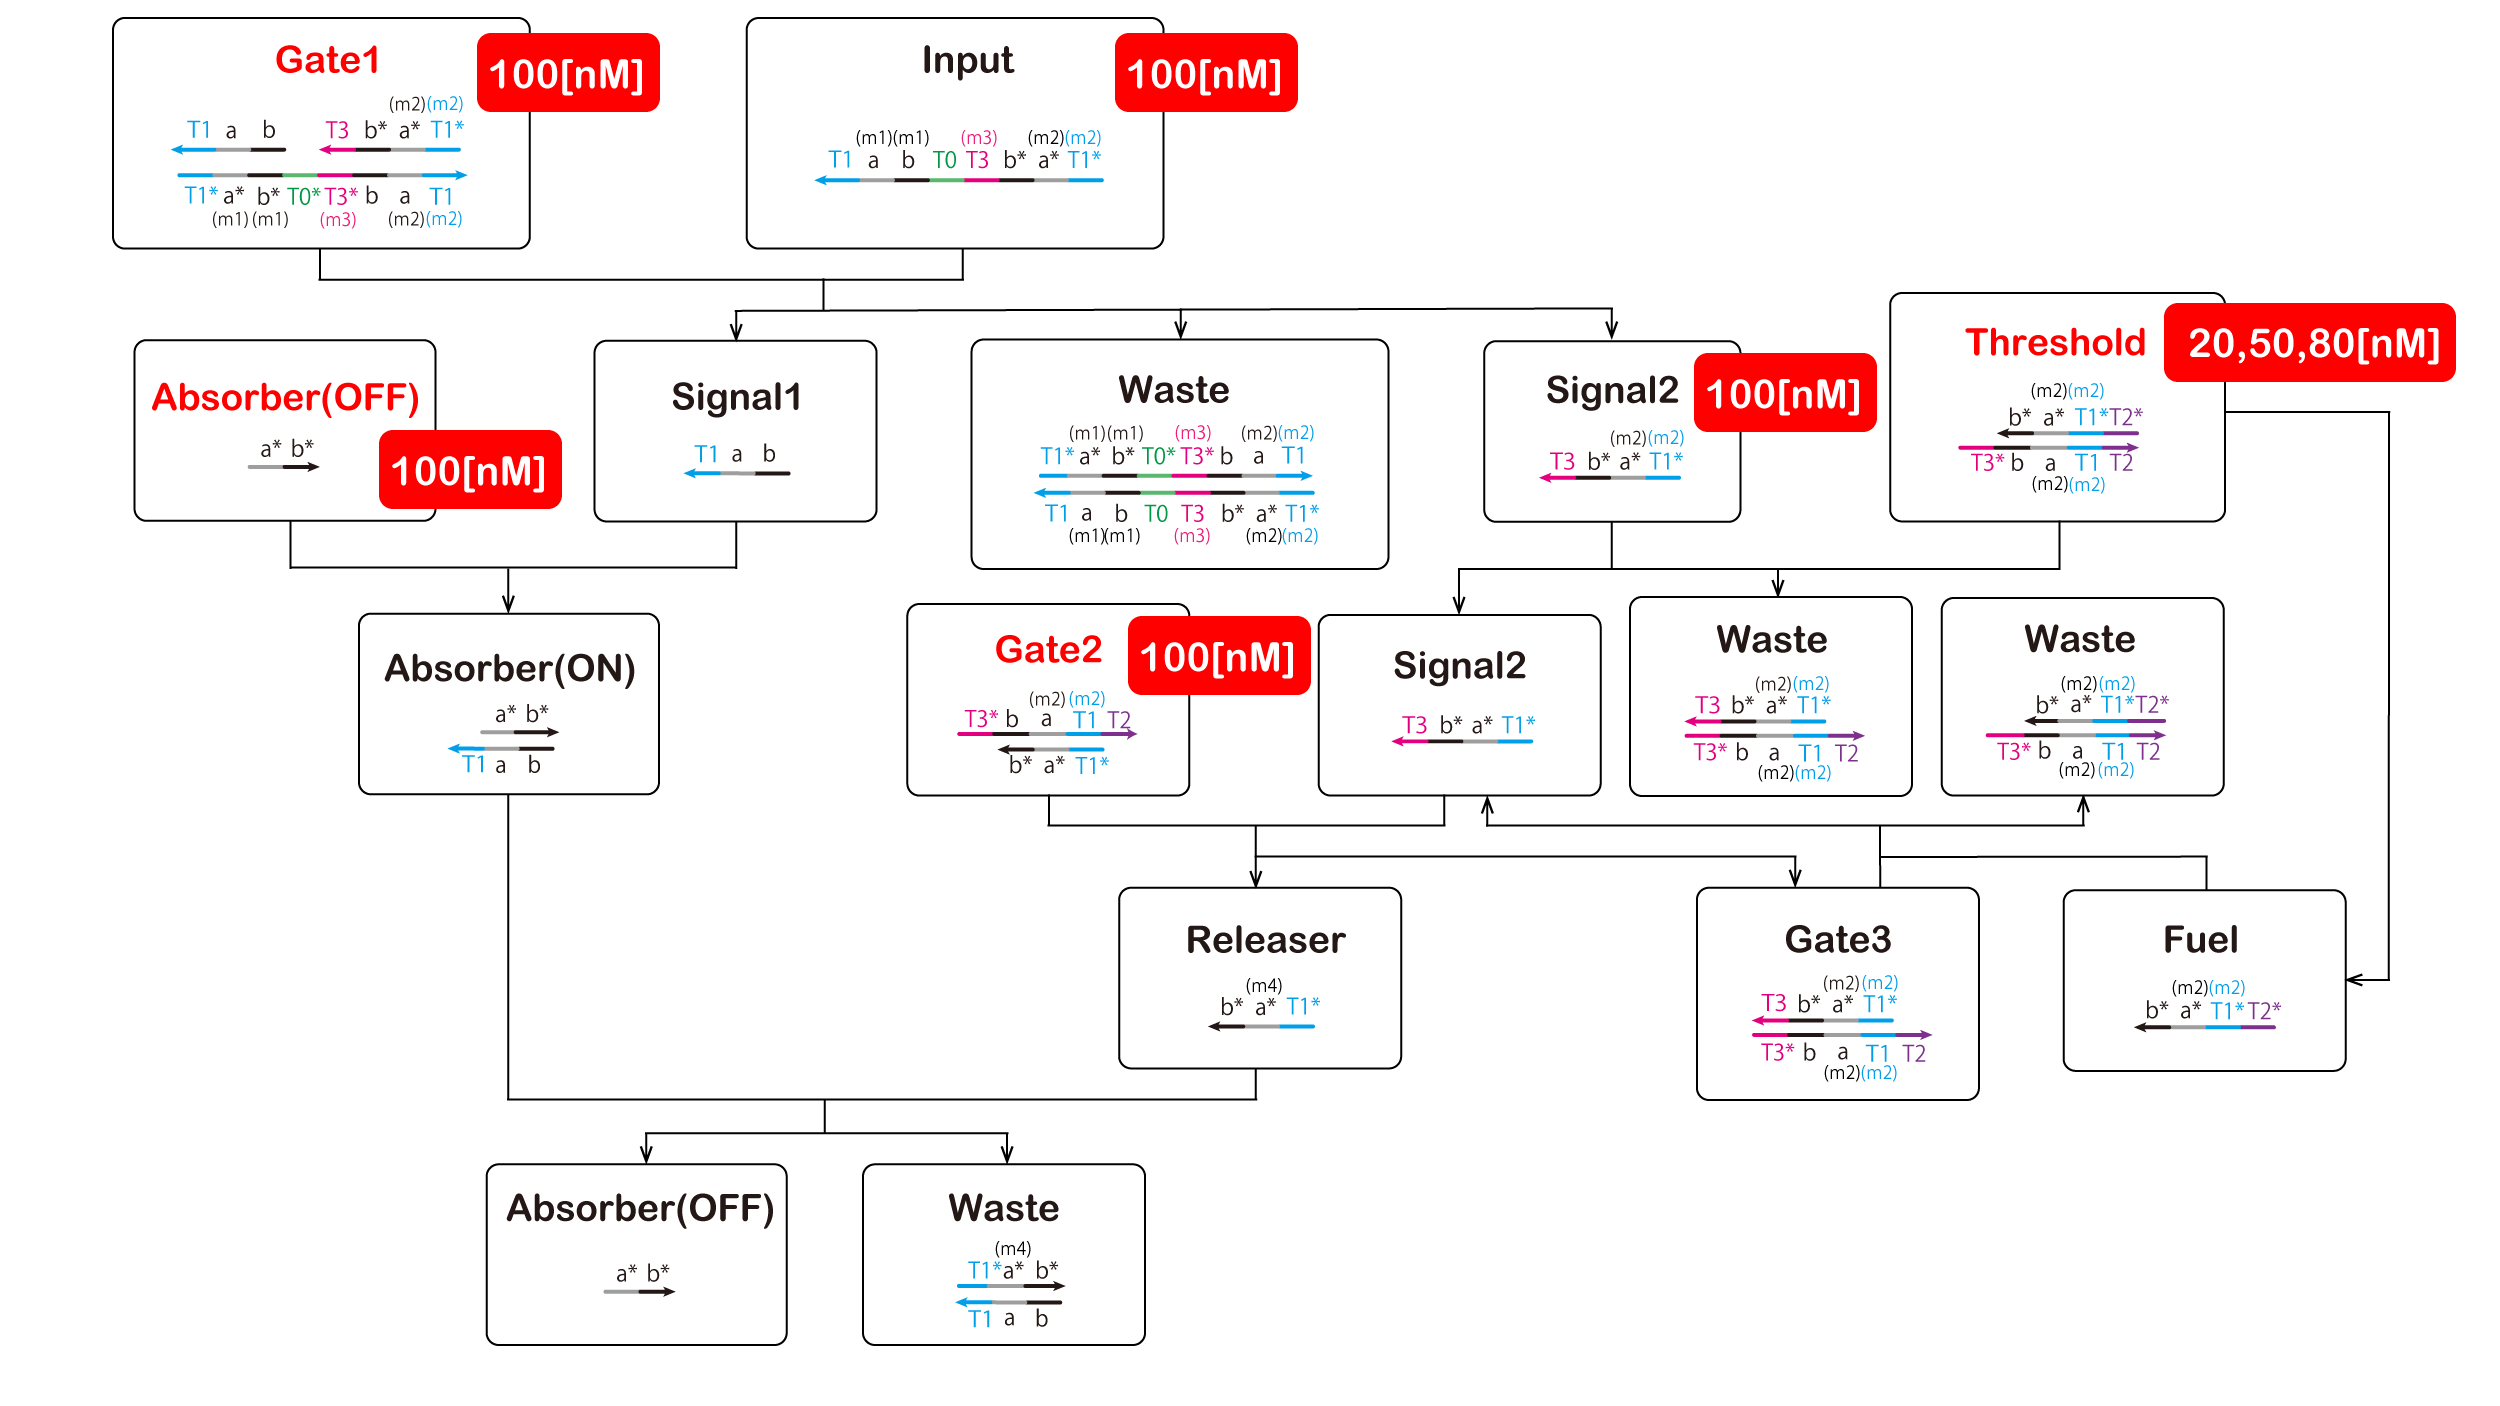 Gate1
100[nM]
(m2)(m2)
T1 a b T3 b* a* T1*
T1* a* b* T0* T3* b a T1
(m1) (m1) (m3) (m2) (m2)
Input
100[nM]
(m1)(m1) (m3) (m2)(m2)
T1 a b T0 T3 b* a* T1*
Absorber(OFF)
a* b*
100[nM]
Signal1
T1 a b
Waste
(m1)(m1) (m3) (m2)(m2)
T1* a* b* T0* T3* b a T1
T1 a b T0 T3 b* a* T1*
(m1)(m1) (m3) (m2)(m2)
Signal2
100[nM]
(m2)(m2)
T3 b* a* T1*
Threshold
20,50,80[nM]
(m2)(m2)
b* a* T1*T2*
T3* b a T1 T2
(m2)(m2)
Absorber(ON)
a* b*
T1 a b
Gate2
100[nM]
(m2)(m2)
T3* b a T1 T2
b* a* T1*
Signal2
T3 b* a* T1*
Waste
(m2)(m2)
T3 b* a* T1*
T3* b a T1 T2
(m2)(m2)
Waste
(m2)(m2)
b* a* T1*T2*
T3* b a T1 T2
(m2)(m2)
Releaser
(m4)
b* a* T1*
Gate3
(m2)(m2)
T3 b* a* T1*
T3* b a T1 T2
(m2)(m2)
Fuel
(m2)(m2)
b* a* T1*T2*
Absorber(OFF)
a* b*
Waste
(m4)
T1*a* b*
T1 a b